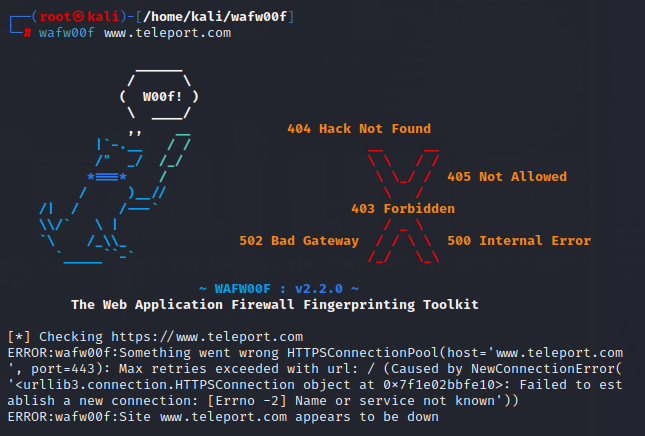 ┌──(root㉿kali)-[/home/kali/wafw00f]
└─# wafw00f www.teleport.com
W00f!
404 Hack Not Found
405 Not Allowed
403 Forbidden
502 Bad Gateway 500 Internal Error
~ WAFW00F : v2.2.0 ~
The Web Application Firewall Fingerprinting Toolkit
[*] Checking https://www.teleport.com
ERROR:wafw00f:Something went wrong HTTPSConnectionPool(host='www.teleport.com
', port=443): Max retries exceeded with url: / (Caused by NewConnectionError(
'<urllib3.connection.HTTPSConnection object at 0x7f1e02bbfe10>: Failed to est
ablish a new connection: [Errno -2] Name or service not known'))
ERROR:wafw00f:Site www.teleport.com appears to be down